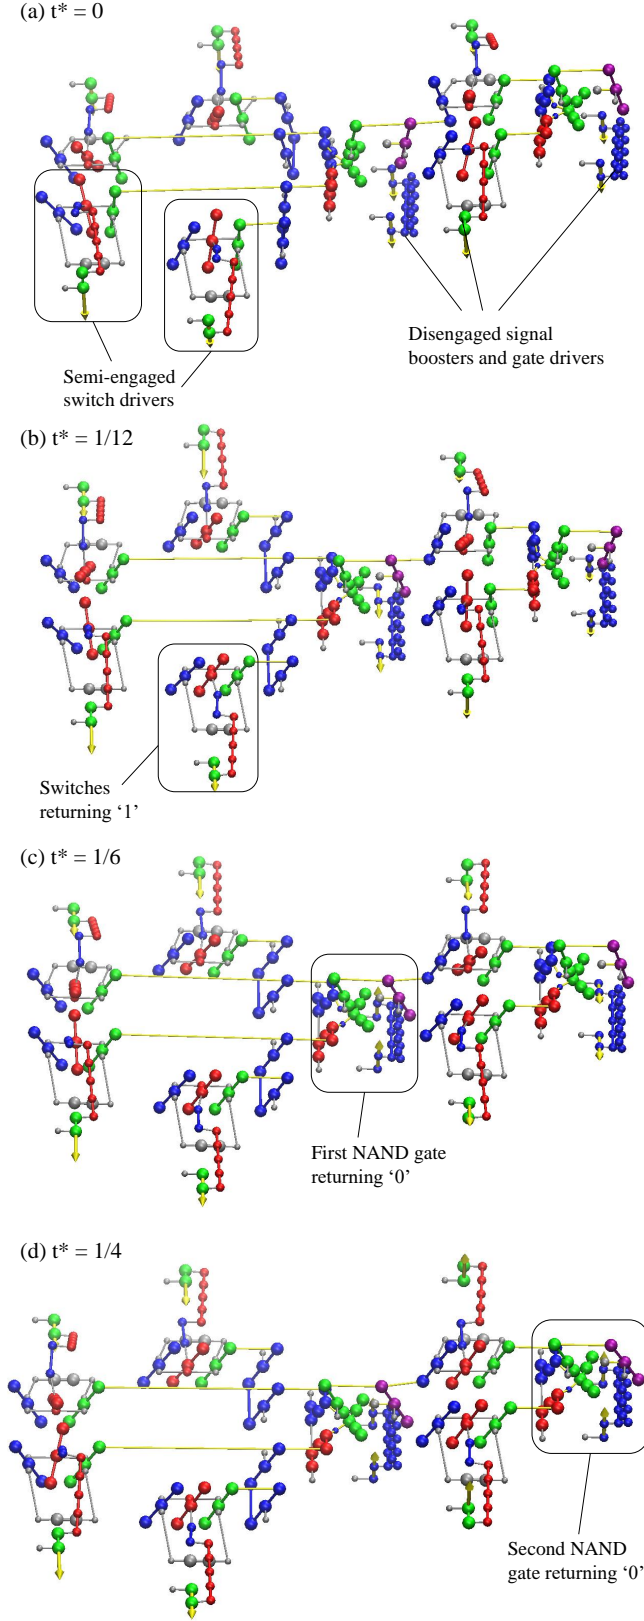 (a) t* = 0
Semi-engaged
switch drivers
Disengaged signal
boosters and gate drivers
(b) t* = 1/12
Switches
returning ‘1’
(c) t* = 1/6
First NAND gate
returning ‘0’
(d) t* = 1/4
Second NAND
gate returning ‘0’